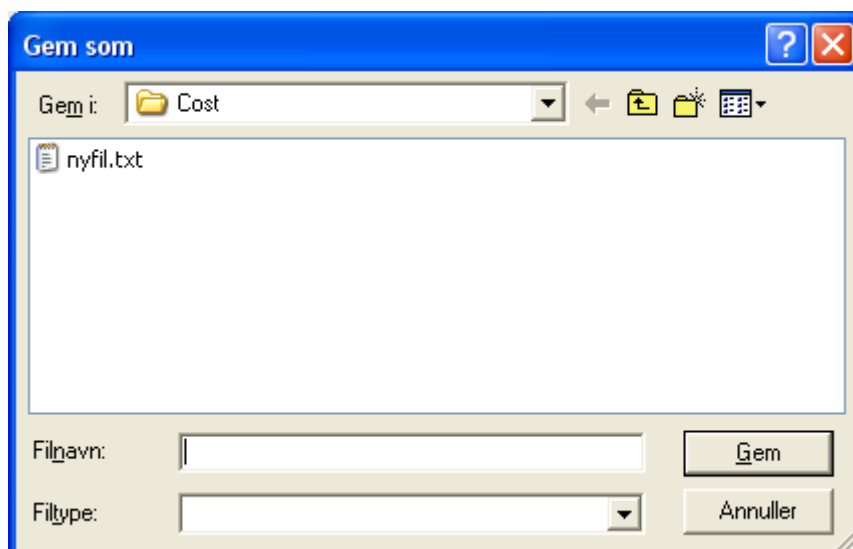 Gem som
Gem i: Cost
nyfil.txt
Filnavn: Gem
Filtype: Annuller